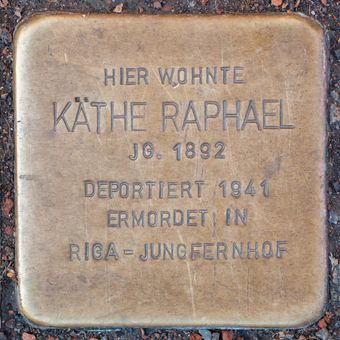 HIER WOHNTE
KÄTHE RAPHAEL
JG. 1892
DEPORTIERT 1941
ERMORDET IN
RIGA-JUNGFERNHOF